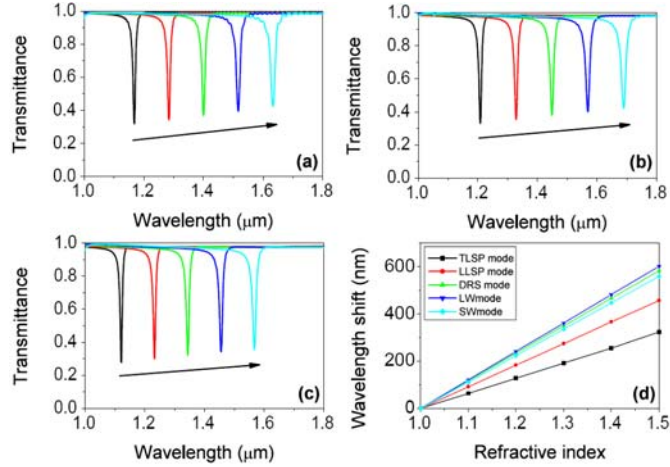 1.0
0.8
0.6
0.4
0.2
0.0
Transmittance
(a)
1.0 1.2 1.4 1.6 1.8
Wavelength (μm)
1.0
0.8
0.6
0.4
0.2
0.0
Transmittance
(b)
1.0 1.2 1.4 1.6 1.8
Wavelength (μm)
1.0
0.8
0.6
0.4
0.2
0.0
Transmittance
(c)
1.0 1.2 1.4 1.6 1.8
Wavelength (μm)
600
400
200
0
Wavelength shift (nm)
TLSP mode
LLSP mode
DRS mode
LWmode
SWmode
(d)
1.0 1.1 1.2 1.3 1.4 1.5
Refractive index